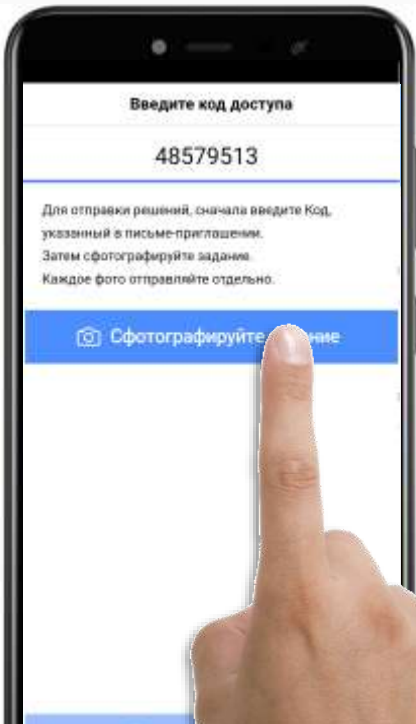 Введите код доступа
48579513
Для отправки решений, сначала введите Код,
указанный в письме-приглашении.
Затем сфотографируйте задание.
Каждое фото отправляйте отдельно.
Сфотографируйте